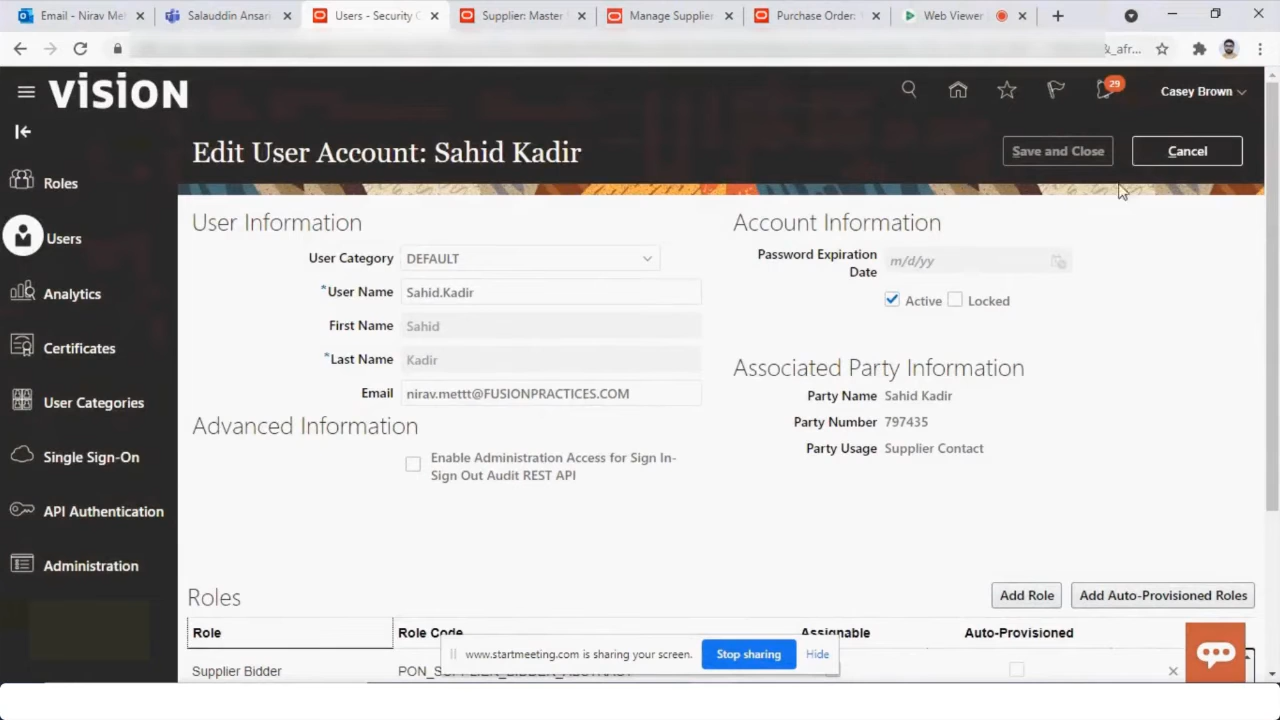 Email - Nirav Me
Salauddin Ansar
Users - Security C
Supplier: Master
Manage Supplier
Purchase Order:
Web Viewer
&_afr...
vision
29
Casey Brown
Edit User Account: Sahid Kadir
Save and Close
Cancel
Roles
Users
Analytics
Certificates
User Categories
Single Sign-On
API Authentication
Administration
User Information
User Category DEFAULT
*User Name Sahid.Kadir
First Name Sahid
*Last Name Kadir
Email nirav.mettt@FUSIONPRACTICES.COM
Advanced Information
Enable Administration Access for Sign In-
Sign Out Audit REST API
Account Information
Password Expiration
Date
m/d/yy
Active Locked
Associated Party Information
Party Name Sahid Kadir
Party Number 797435
Party Usage Supplier Contact
Roles
Add Role
Add Auto-Provisioned Roles
Role Role Code Assignable Auto-Provisioned
www.startmeeting.com is sharing your screen. Stop sharing Hide
Supplier Bidder